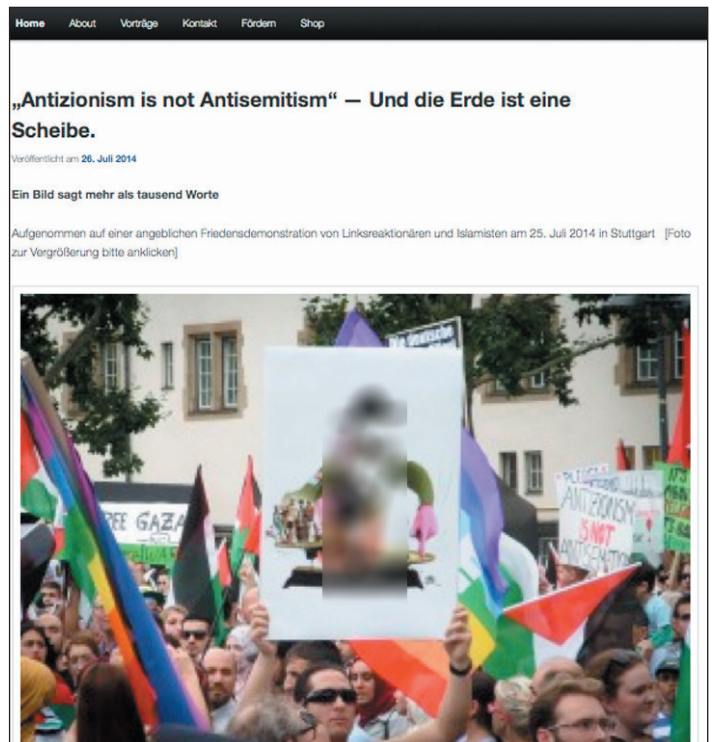 Home About Vorträge Kontakt Fördern Shop
„Antizionism is not Antisemitism“ — Und die Erde ist eine
Scheibe.
Veröffentlicht am 26. Juli 2014
Ein Bild sagt mehr als tausend Worte
Aufgenommen auf einer angeblichen Friedensdemonstration von Linksreaktionären und Islamisten am 25. Juli 2014 in Stuttgart [Foto
zur Vergrößerung bitte anklicken]
GAZA
ANTIZIONISM
IS NOT